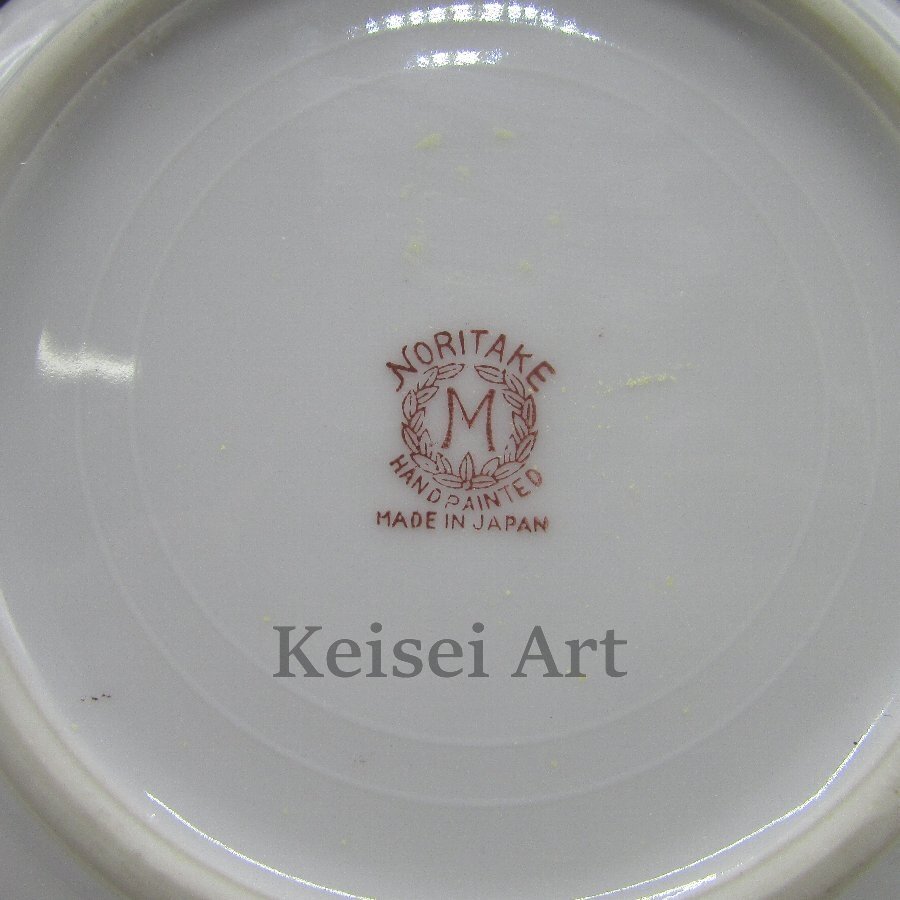 NORITAKE
M
HAND PAINTED
MADE IN JAPAN
Keisei Art